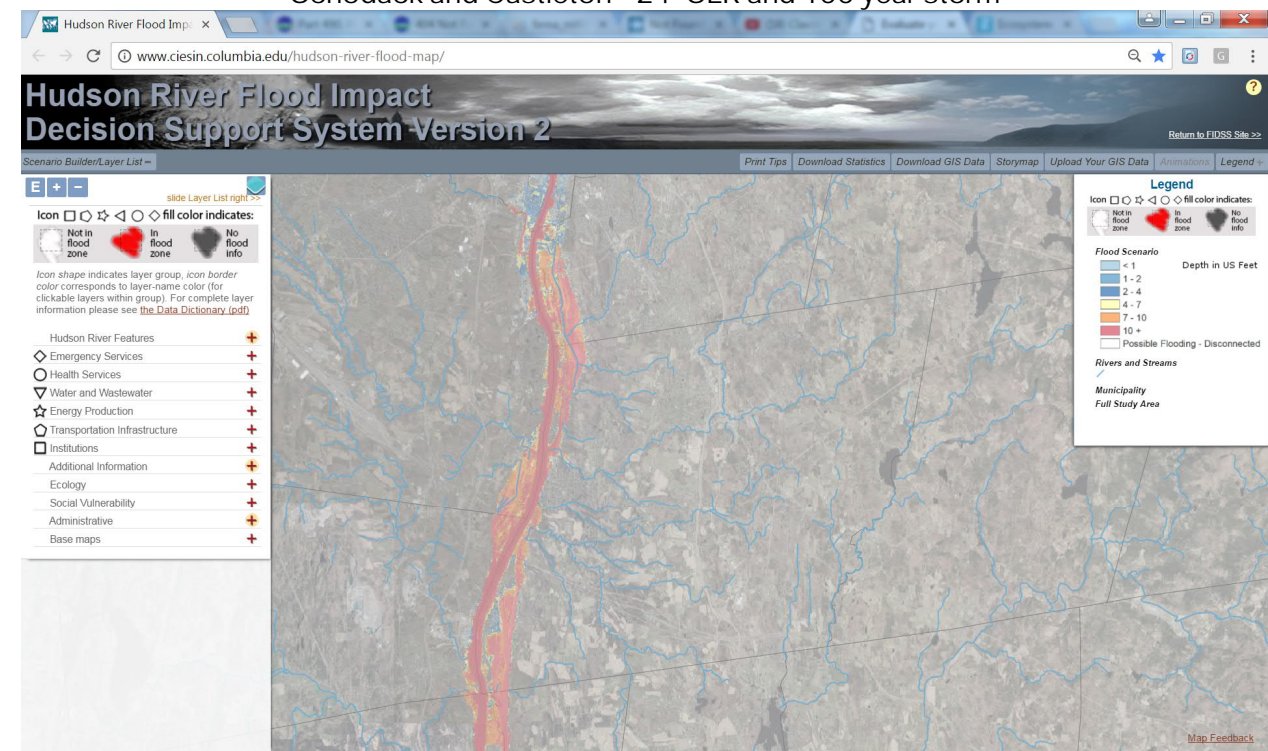 Schodack and Castleton - 24" SLR and 100 year storm
Hudson River Flood Impa
www.ciesin.columbia.edu/hudson-river-flood-map/
G
Hudson River Flood Impact
Decision Support System Version 2
?
Return to FIDSS Site >>
Scenario Builder/Layer List –
Print Tips
Download Statistics
Download GIS Data
Storymap
Upload Your GIS Data
Animations
Legend +
E + −
slide Layer List right >>
Icon fill color indicates:
Not in flood zone
In flood zone
No flood info
Icon shape indicates layer group, icon border
color corresponds to layer-name color (for
clickable layers within group). For complete layer
information please see the Data Dictionary (pdf)
Hudson River Features
Emergency Services
Health Services
Water and Wastewater
Energy Production
Transportation Infrastructure
Institutions
Additional Information
Ecology
Social Vulnerability
Administrative
Base maps
Legend
Icon fill color indicates:
Not in flood zone
In flood zone
No flood info
Flood Scenario
< 1 Depth in US Feet
1 - 2
2 - 4
4 - 7
7 - 10
10 +
Possible Flooding - Disconnected
Rivers and Streams
Municipality
Full Study Area
Map Feedback